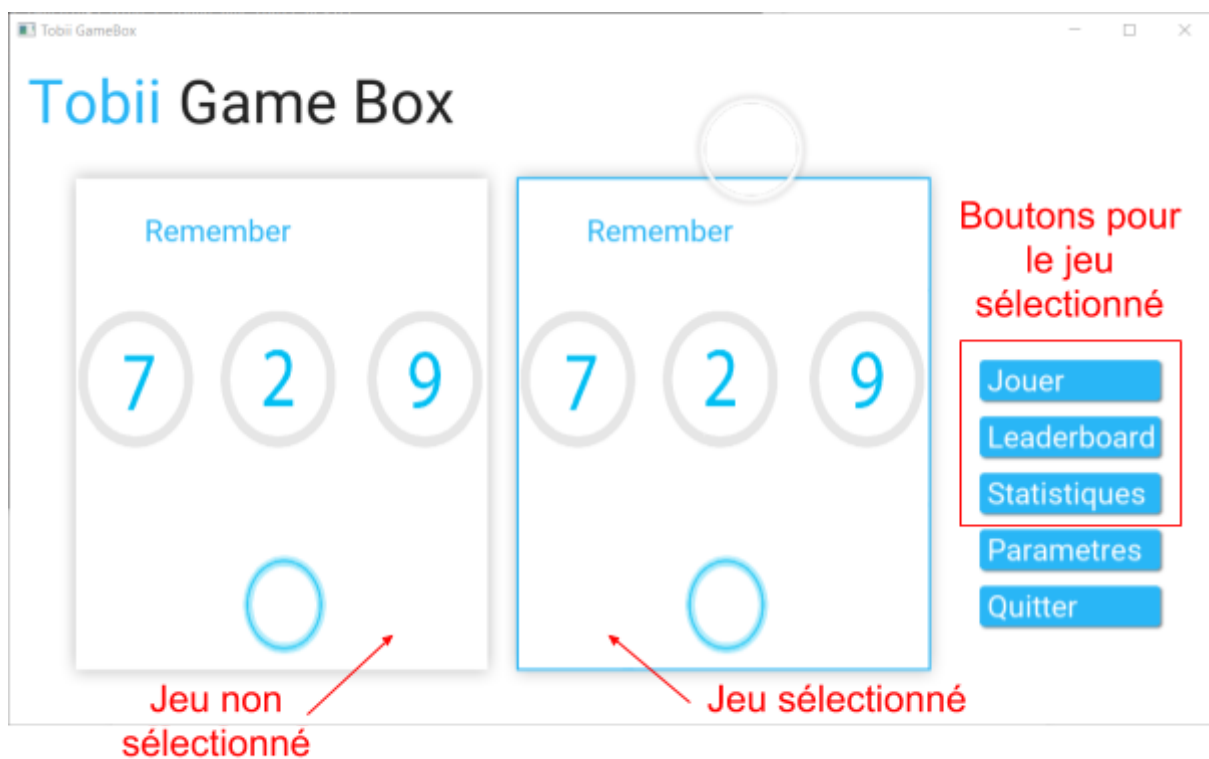 Tobii GameBox
Tobii Game Box
Remember
7 2 9
Remember
7 2 9
Boutons pour
le jeu
sélectionné
Jouer
Leaderboard
Statistiques
Parametres
Quitter
Jeu non
sélectionné
Jeu sélectionné